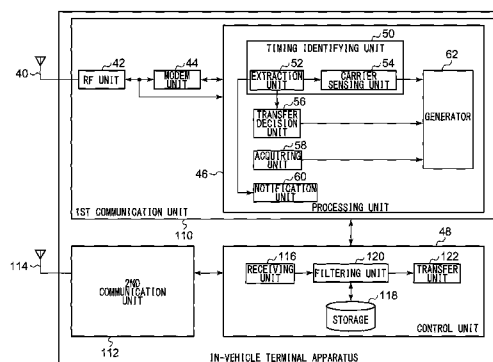 50
TIMING IDENTIFYING UNIT
62
40
42
RF UNIT
44
MODEM
UNIT
52
EXTRACTION
UNIT
54
CARRIER
SENSING UNIT
56
TRANSFER
DECISION
UNIT
GENERATOR
58
ACQUIRING
UNIT
46
60
NOTIFICATION
UNIT
PROCESSING UNIT
1ST COMMUNICATION UNIT
110
48
114
2ND
COMMUNICATION
UNIT
112
116
RECEIVING
UNIT
120
FILTERING UNIT
122
TRANSFER
UNIT
118
STORAGE
CONTROL UNIT
IN-VEHICLE TERMINAL APPARATUS